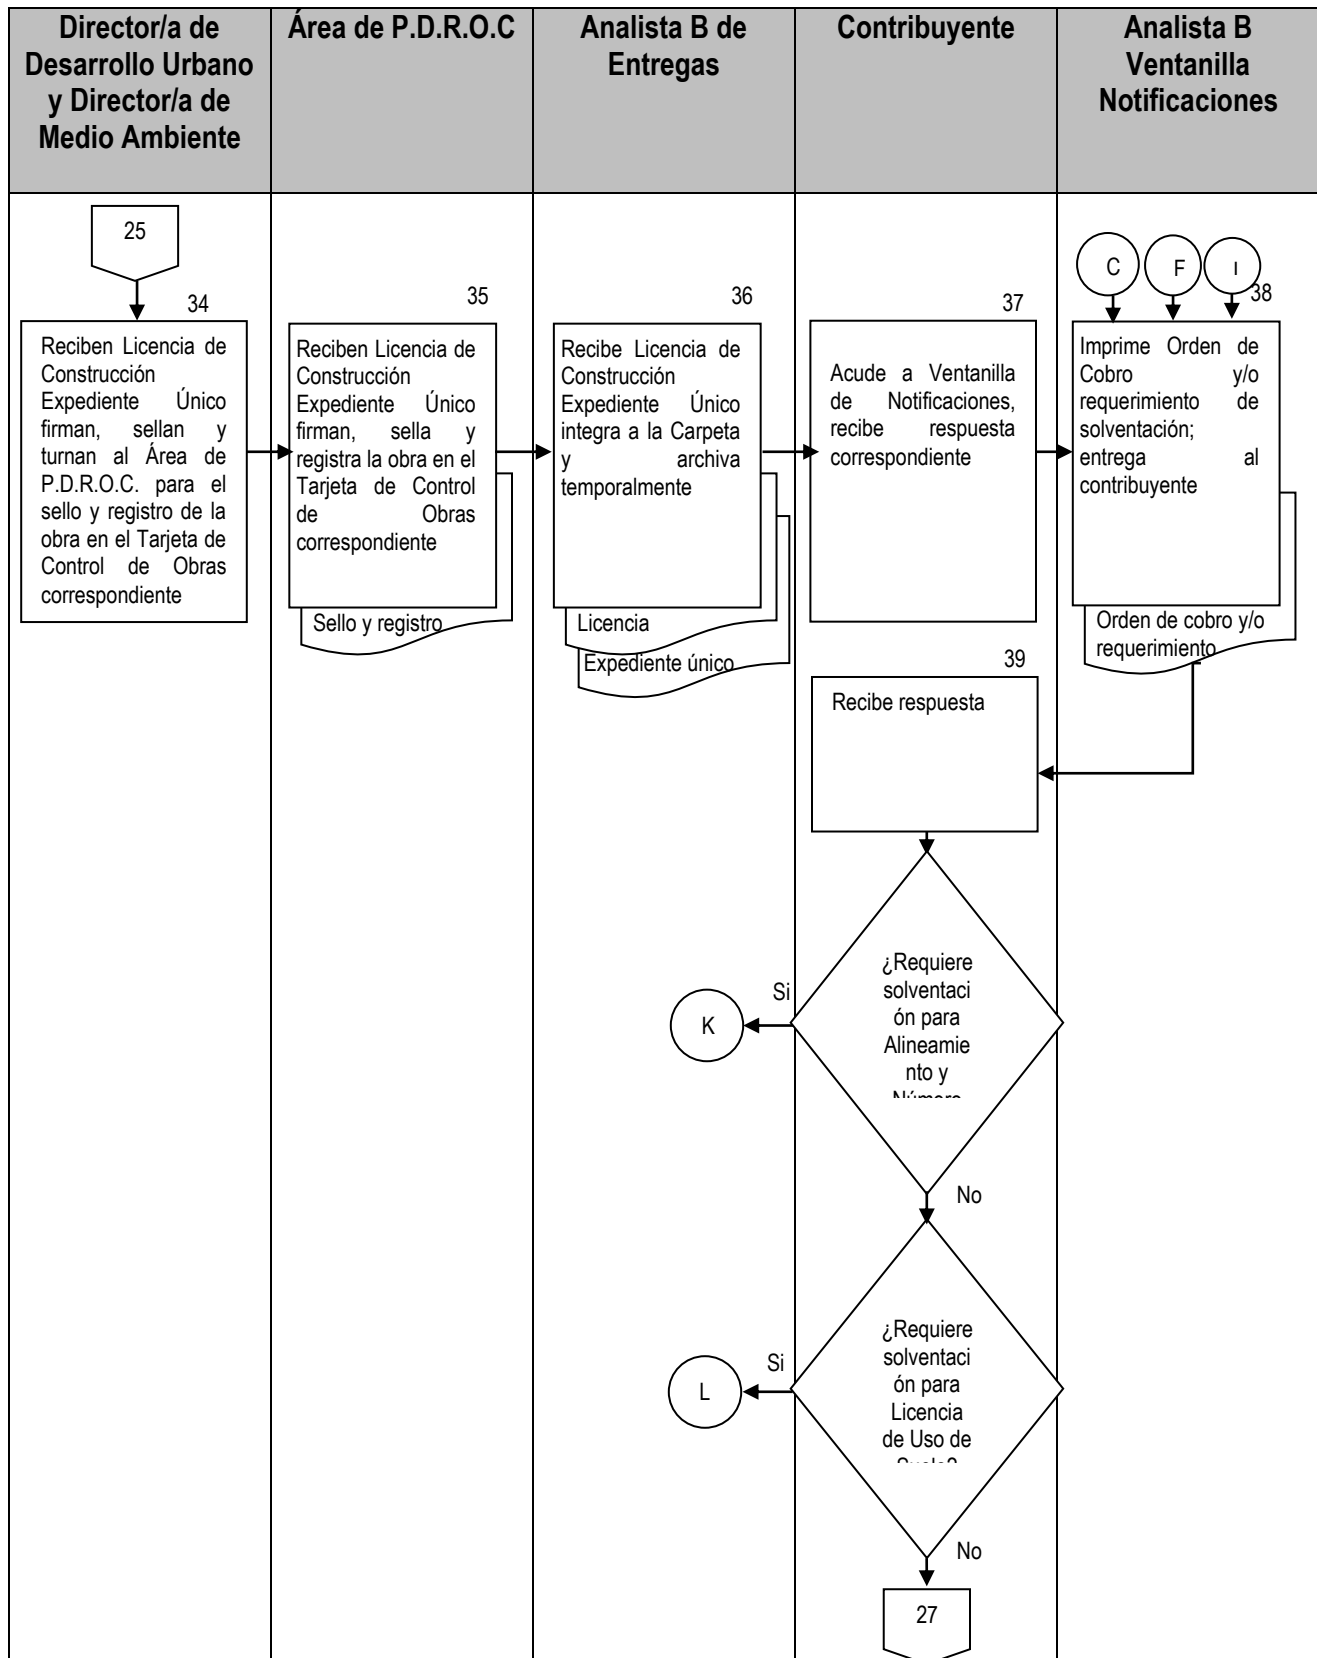 Director/a de
Desarrollo Urbano
y Director/a de
Medio Ambiente
Área de P.D.R.O.C
Analista B de
Entregas
Contribuyente
Analista B
Ventanilla
Notificaciones
25
34
Reciben Licencia de
Construcción
Expediente Único
firman, sellan y
turnan al Área de
P.D.R.O.C. para el
sello y registro de la
obra en el Tarjeta de
Control de Obras
correspondiente
35
Reciben Licencia de
Construcción
Expediente Único
firman, sella y
registra la obra en el
Tarjeta de Control
de Obras
correspondiente
Sello y registro
36
Recibe Licencia de
Construcción
Expediente Único
integra a la Carpeta
y archiva
temporalmente
Licencia
Expediente único
37
Acude a Ventanilla
de Notificaciones,
recibe respuesta
correspondiente
C
F
I
38
Imprime Orden de
Cobro y/o
requerimiento de
solventación;
entrega al
contribuyente
Orden de cobro y/o
requerimiento
39
Recibe respuesta
¿Requiere
solventaci
ón para
Alineamie
nto y
Número
Si
K
No
¿Requiere
solventaci
ón para
Licencia
de Uso de
Suelo?
Si
L
No
27